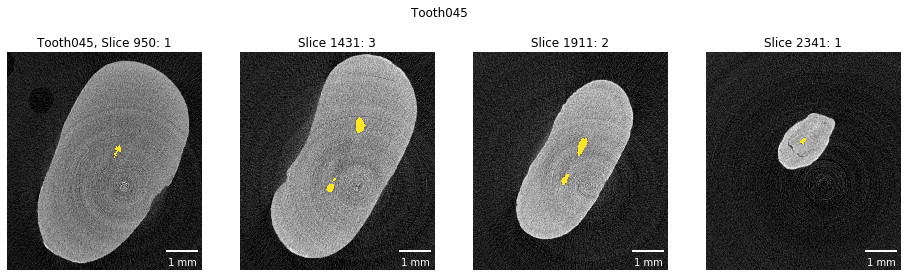 Tooth045
Tooth045, Slice 950: 1
Slice 1431: 3
Slice 1911: 2
Slice 2341: 1
1 mm
1 mm
1 mm
1 mm